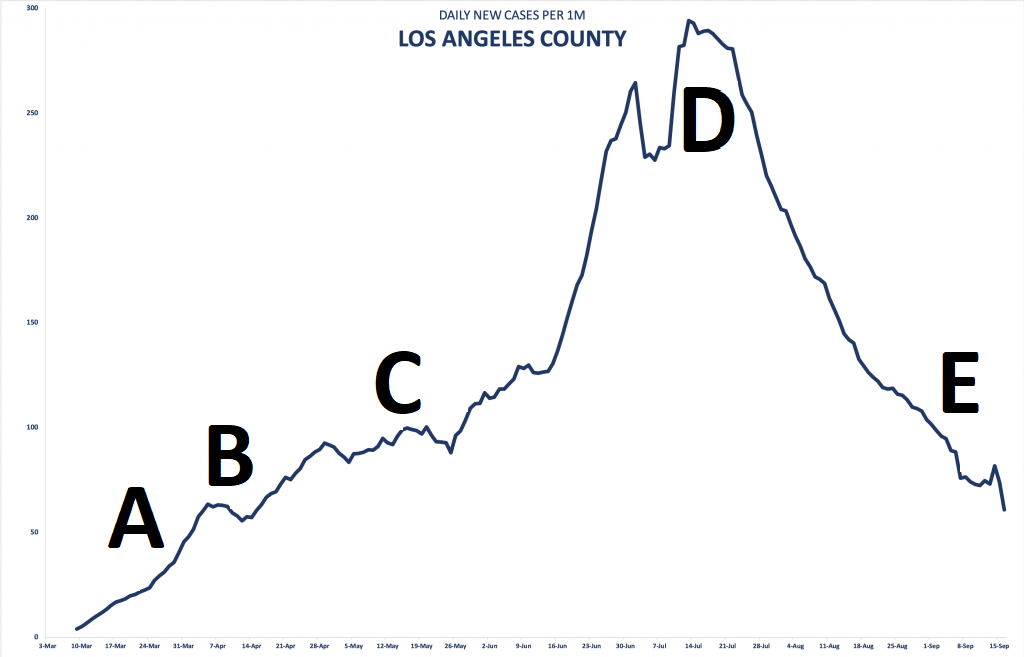 DAILY NEW CASES PER 1M
LOS ANGELES COUNTY
300
250
200
150
100
50
0
A
B
C
D
E
3-Mar 10-Mar 17-Mar 24-Mar 31-Mar 7-Apr 14-Apr 21-Apr 28-Apr 5-May 12-May 19-May 26-May 2-Jun 9-Jun 16-Jun 23-Jun 30-Jun 7-Jul 14-Jul 21-Jul 28-Jul 4-Aug 11-Aug 18-Aug 25-Aug 1-Sep 8-Sep 15-Sep